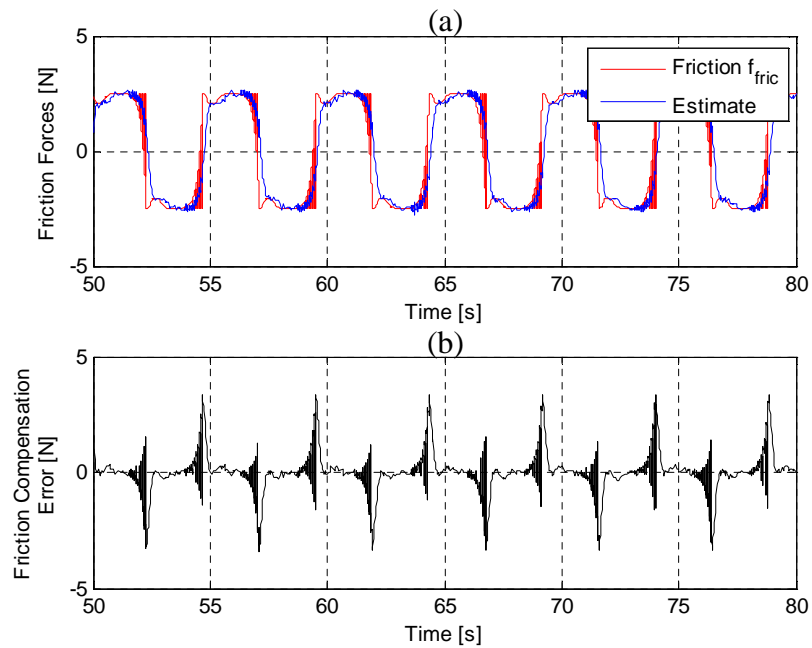 (a)
5
0
-5
Friction Forces [N]
Friction f_fric
Estimate
50 55 60 65 70 75 80
Time [s]
(b)
5
0
-5
Friction Compensation
Error [N]
50 55 60 65 70 75 80
Time [s]